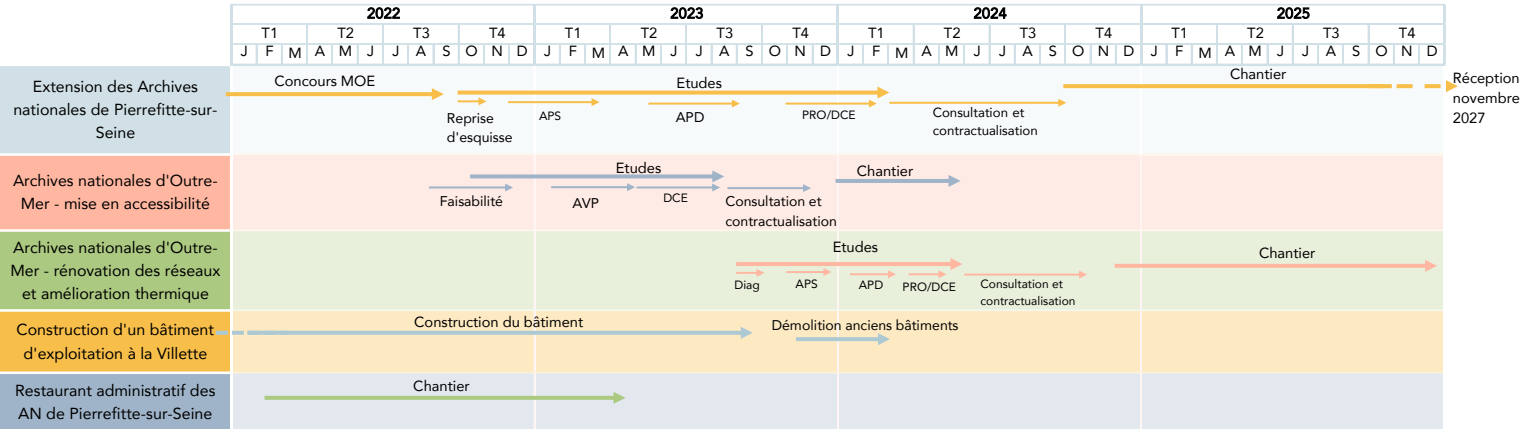 2022 2023 2024 2025
T1 T2 T3 T4 T1 T2 T3 T4 T1 T2 T3 T4 T1 T2 T3 T4
J F M A M J J A S O N D J F M A M J J A S O N D J F M A M J J A S O N D J F M A M J J A S O N D
Extension des Archives
nationales de Pierrefitte-sur-
Seine
Concours MOE
Etudes
Chantier
Reprise
d'esquisse
APS
APD
PRO/DCE
Consultation et
contractualisation
Réception
novembre
2027
Archives nationales d'Outre-
Mer - mise en accessibilité
Etudes
Chantier
Faisabilité
AVP
DCE
Consultation et
contractualisation
Archives nationales d'Outre-
Mer - rénovation des réseaux
et amélioration thermique
Etudes
Chantier
Diag
APS
APD
PRO/DCE
Consultation et
contractualisation
Construction d'un bâtiment
d'exploitation à la Villette
Construction du bâtiment
Démolition anciens bâtiments
Restaurant administratif des
AN de Pierrefitte-sur-Seine
Chantier